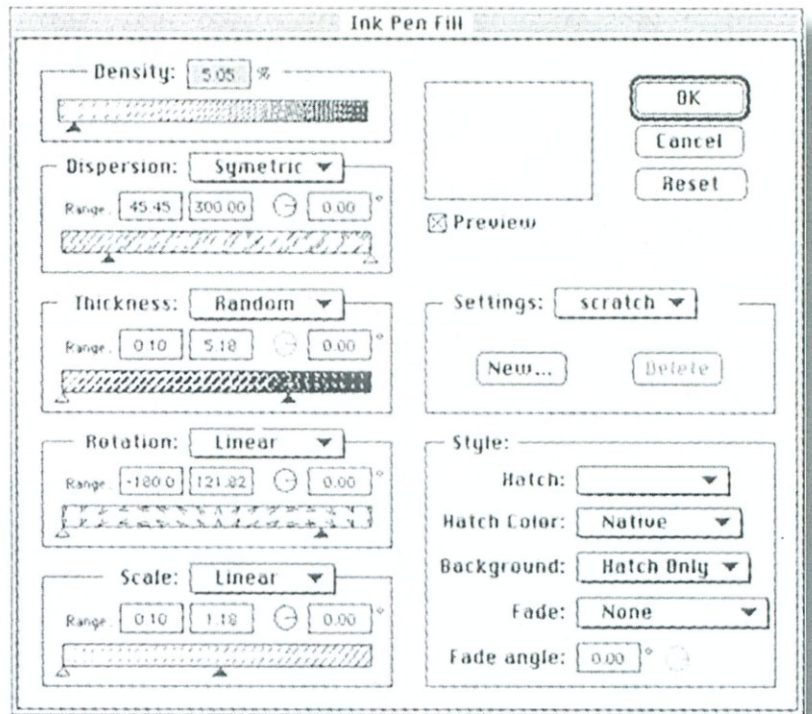 Ink Pen Fill
Density: 5.05 %
Dispersion: Symetric
Range: 45.45 300.00 0.00 °
Thickness: Random
Range: 0.10 5.18 0.00 °
Rotation: Linear
Range: -180.0 121.82 0.00 °
Scale: Linear
Range: 0.10 1.18 0.00 °
OK
Cancel
Reset
Preview
Settings: scratch
New...
Delete
Style:
Hatch:
Hatch Color: Native
Background: Hatch Only
Fade: None
Fade angle: 0.00 °